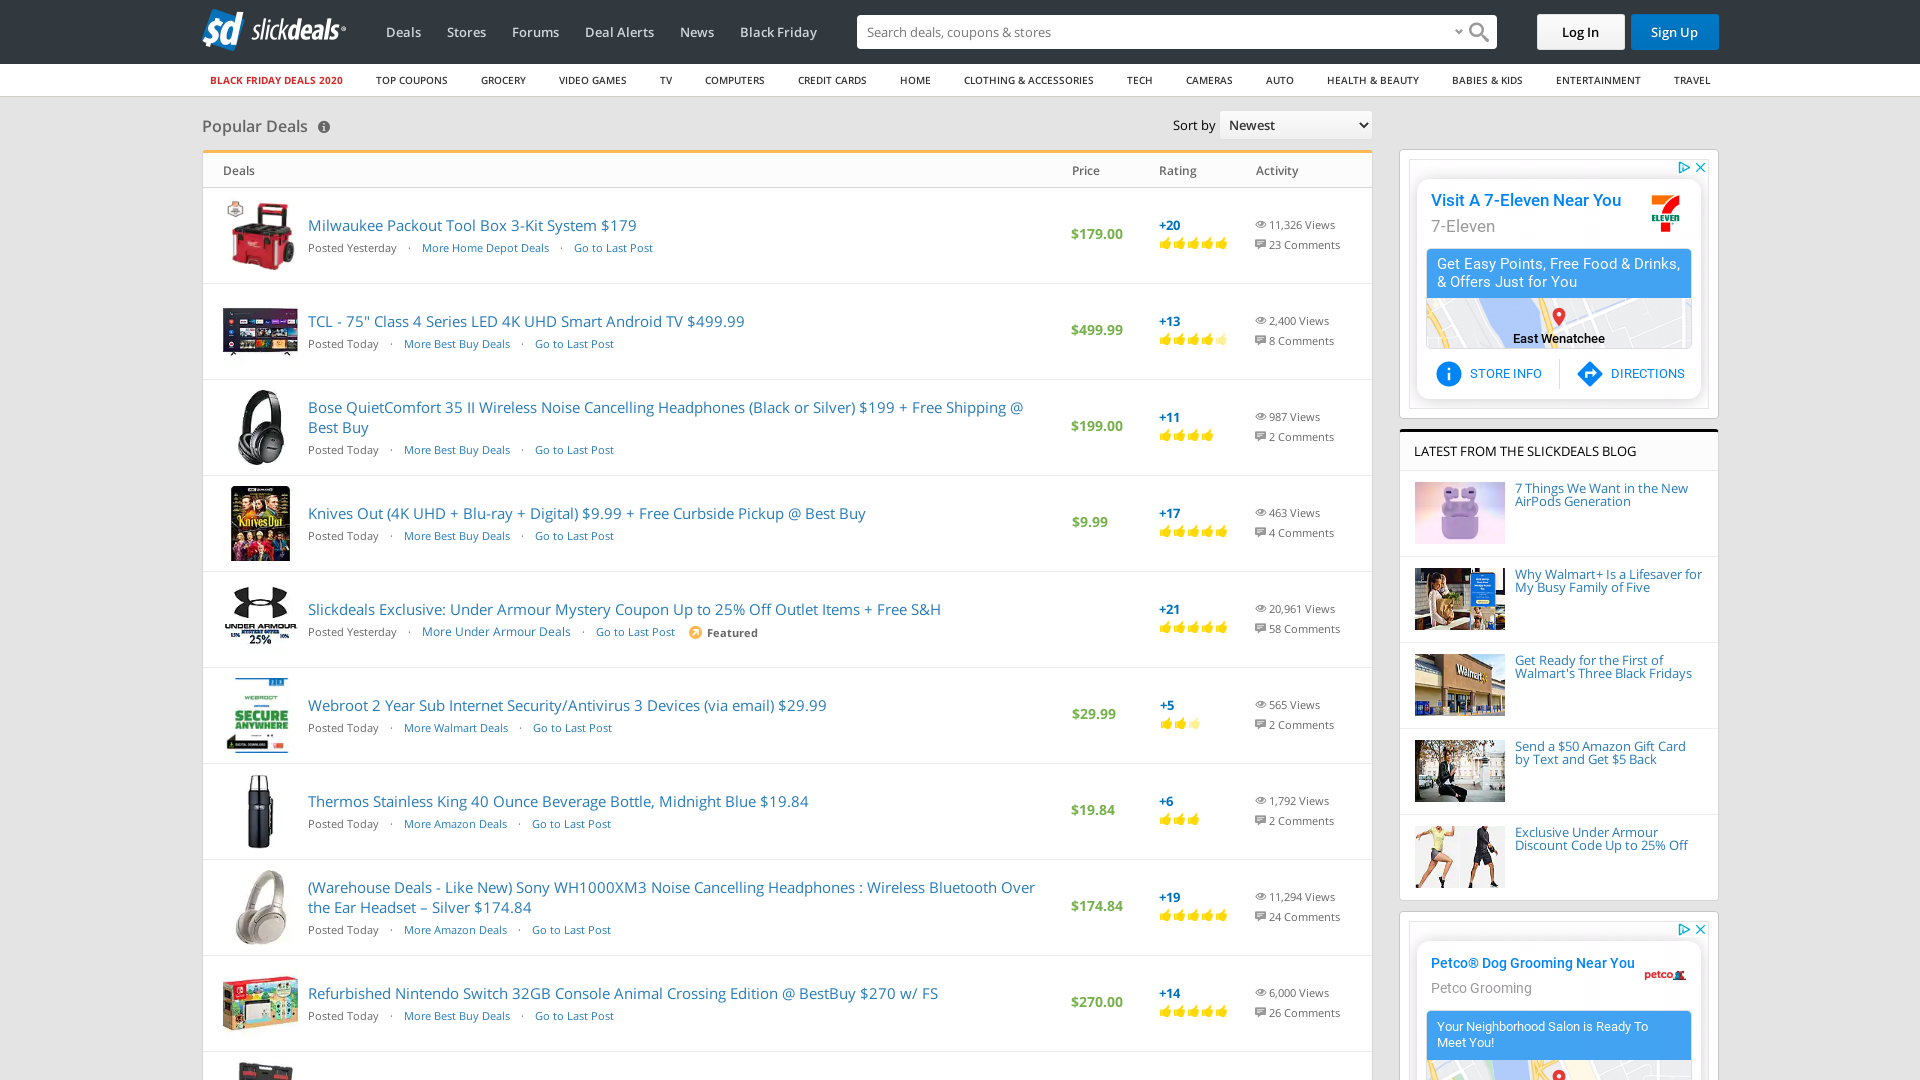 slickdeals
Deals Stores Forums Deal Alerts News Black Friday
Search deals, coupons & shopping stores
Log In
Sign Up
BLACK FRIDAY DEALS 2020 TOP COUPONS GROCERY VIDEO GAMES TV COMPUTERS CREDIT CARDS HOME CLOTHING & ACCESSORIES TECH CAMERAS AUTO HEALTH & BEAUTY BABIES & KIDS ENTERTAINMENT TRAVEL
Popular Deals
Sort by Newest
Deals Price Rating Activity
Milwaukee Packout Tool Box 3-Kit System $179
Posted Yesterday · More Home Depot Deals · Go to Last Post
$179.00
+20
11,326 Views
23 Comments
TCL - 75" Class 4 Series LED 4K UHD Smart Android TV $499.99
Posted Today · More Best Buy Deals · Go to Last Post
$499.99
+13
2,400 Views
8 Comments
Bose QuietComfort 35 II Wireless Noise Cancelling Headphones (Black or Silver) $199 + Free Shipping @
Best Buy
Posted Today · More Best Buy Deals · Go to Last Post
$199.00
+11
987 Views
2 Comments
Knives Out
Knives Out (4K UHD + Blu-ray + Digital) $9.99 + Free Curbside Pickup @ Best Buy
Posted Today · More Best Buy Deals · Go to Last Post
$9.99
+17
463 Views
4 Comments
UNDER ARMOUR
MYSTERY OFFER
15% 25% 30%
Slickdeals Exclusive: Under Armour Mystery Coupon Up to 25% Off Outlet Items + Free S&H
Posted Yesterday · More Under Armour Deals · Go to Last Post Featured
+21
20,961 Views
58 Comments
WEBROOT
SECURE
ANYWHERE
Webroot 2 Year Sub Internet Security/Antivirus 3 Devices (via email) $29.99
Posted Today · More Walmart Deals · Go to Last Post
$29.99
+5
565 Views
2 Comments
Thermos Stainless King 40 Ounce Beverage Bottle, Midnight Blue $19.84
Posted Today · More Amazon Deals · Go to Last Post
$19.84
+6
1,792 Views
2 Comments
(Warehouse Deals - Like New) Sony WH1000XM3 Noise Cancelling Headphones : Wireless Bluetooth Over
the Ear Headset – Silver $174.84
Posted Today · More Amazon Deals · Go to Last Post
$174.84
+19
11,294 Views
24 Comments
Refurbished Nintendo Switch 32GB Console Animal Crossing Edition @ BestBuy $270 w/ FS
Posted Today · More Best Buy Deals · Go to Last Post
$270.00
+14
6,000 Views
26 Comments
Visit A 7-Eleven Near You
7-Eleven
ELEVEN
Get Easy Points, Free Food & Drinks,
& Offers Just for You
East Wenatchee
STORE INFO
DIRECTIONS
LATEST FROM THE SLICKDEALS BLOG
7 Things We Want in the New
AirPods Generation
Why Walmart+ Is a Lifesaver for
My Busy Family of Five
Walmart
Get Ready for the First of
Walmart's Three Black Fridays
Send a $50 Amazon Gift Card
by Text and Get $5 Back
Exclusive Under Armour
Discount Code Up to 25% Off
Petco® Dog Grooming Near You
Petco Grooming
petco
Your Neighborhood Salon is Ready To
Meet You!